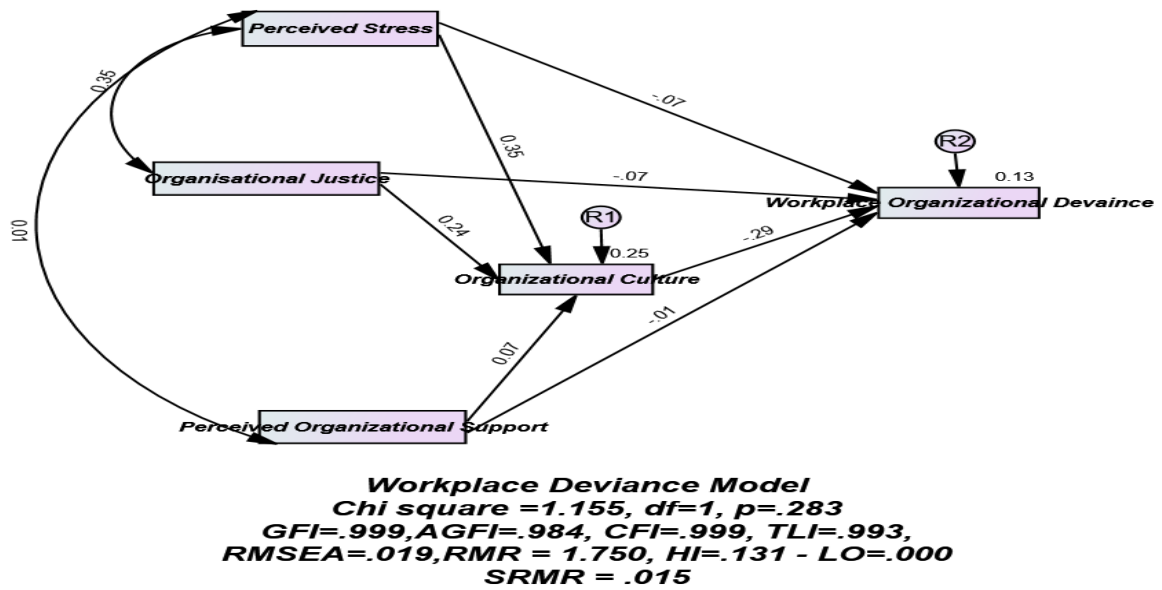 Perceived Stress
0.35
-.07
0.35
R2
0.13
Organisational Justice
-.07
Workplace Organizational Devaince
0.24
R1
0.25
-.29
Organizational Culture
0.01
-.01
0.07
Perceived Organizational Support
Workplace Deviance Model
Chi square =1.155, df=1, p=.283
GFI=.999,AGFI=.984, CFI=.999, TLI=.993,
RMSEA=.019,RMR = 1.750, HI=.131 - LO=.000
SRMR = .015